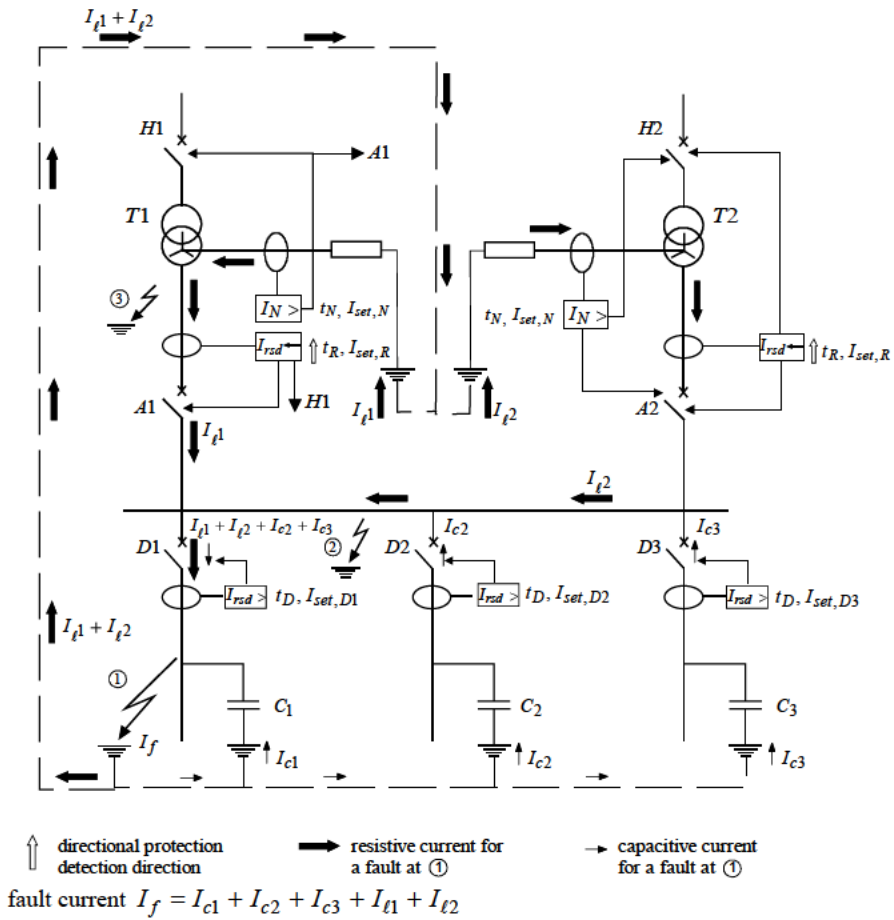 I_ℓ1 + I_ℓ2
H1
A1
H2
T1
T2
③
I_N >
t_N, I_set,N
t_N, I_set,N
I_N >
I_rsd
t_R, I_set,R
I_rsd
t_R, I_set,R
A1
H1
I_ℓ1
I_ℓ2
A2
I_ℓ1
I_ℓ2
I_ℓ1 + I_ℓ2 + I_c2 + I_c3
②
I_c2
I_c3
D1
D2
D3
I_rsd >
t_D, I_set,D1
I_rsd >
t_D, I_set,D2
I_rsd >
t_D, I_set,D3
I_ℓ1 + I_ℓ2
①
C_1
C_2
C_3
I_f
I_c1
I_c2
I_c3
directional protection
detection direction
resistive current for
a fault at ①
capacitive current
for a fault at ①
fault current I_f = I_c1 + I_c2 + I_c3 + I_ℓ1 + I_ℓ2